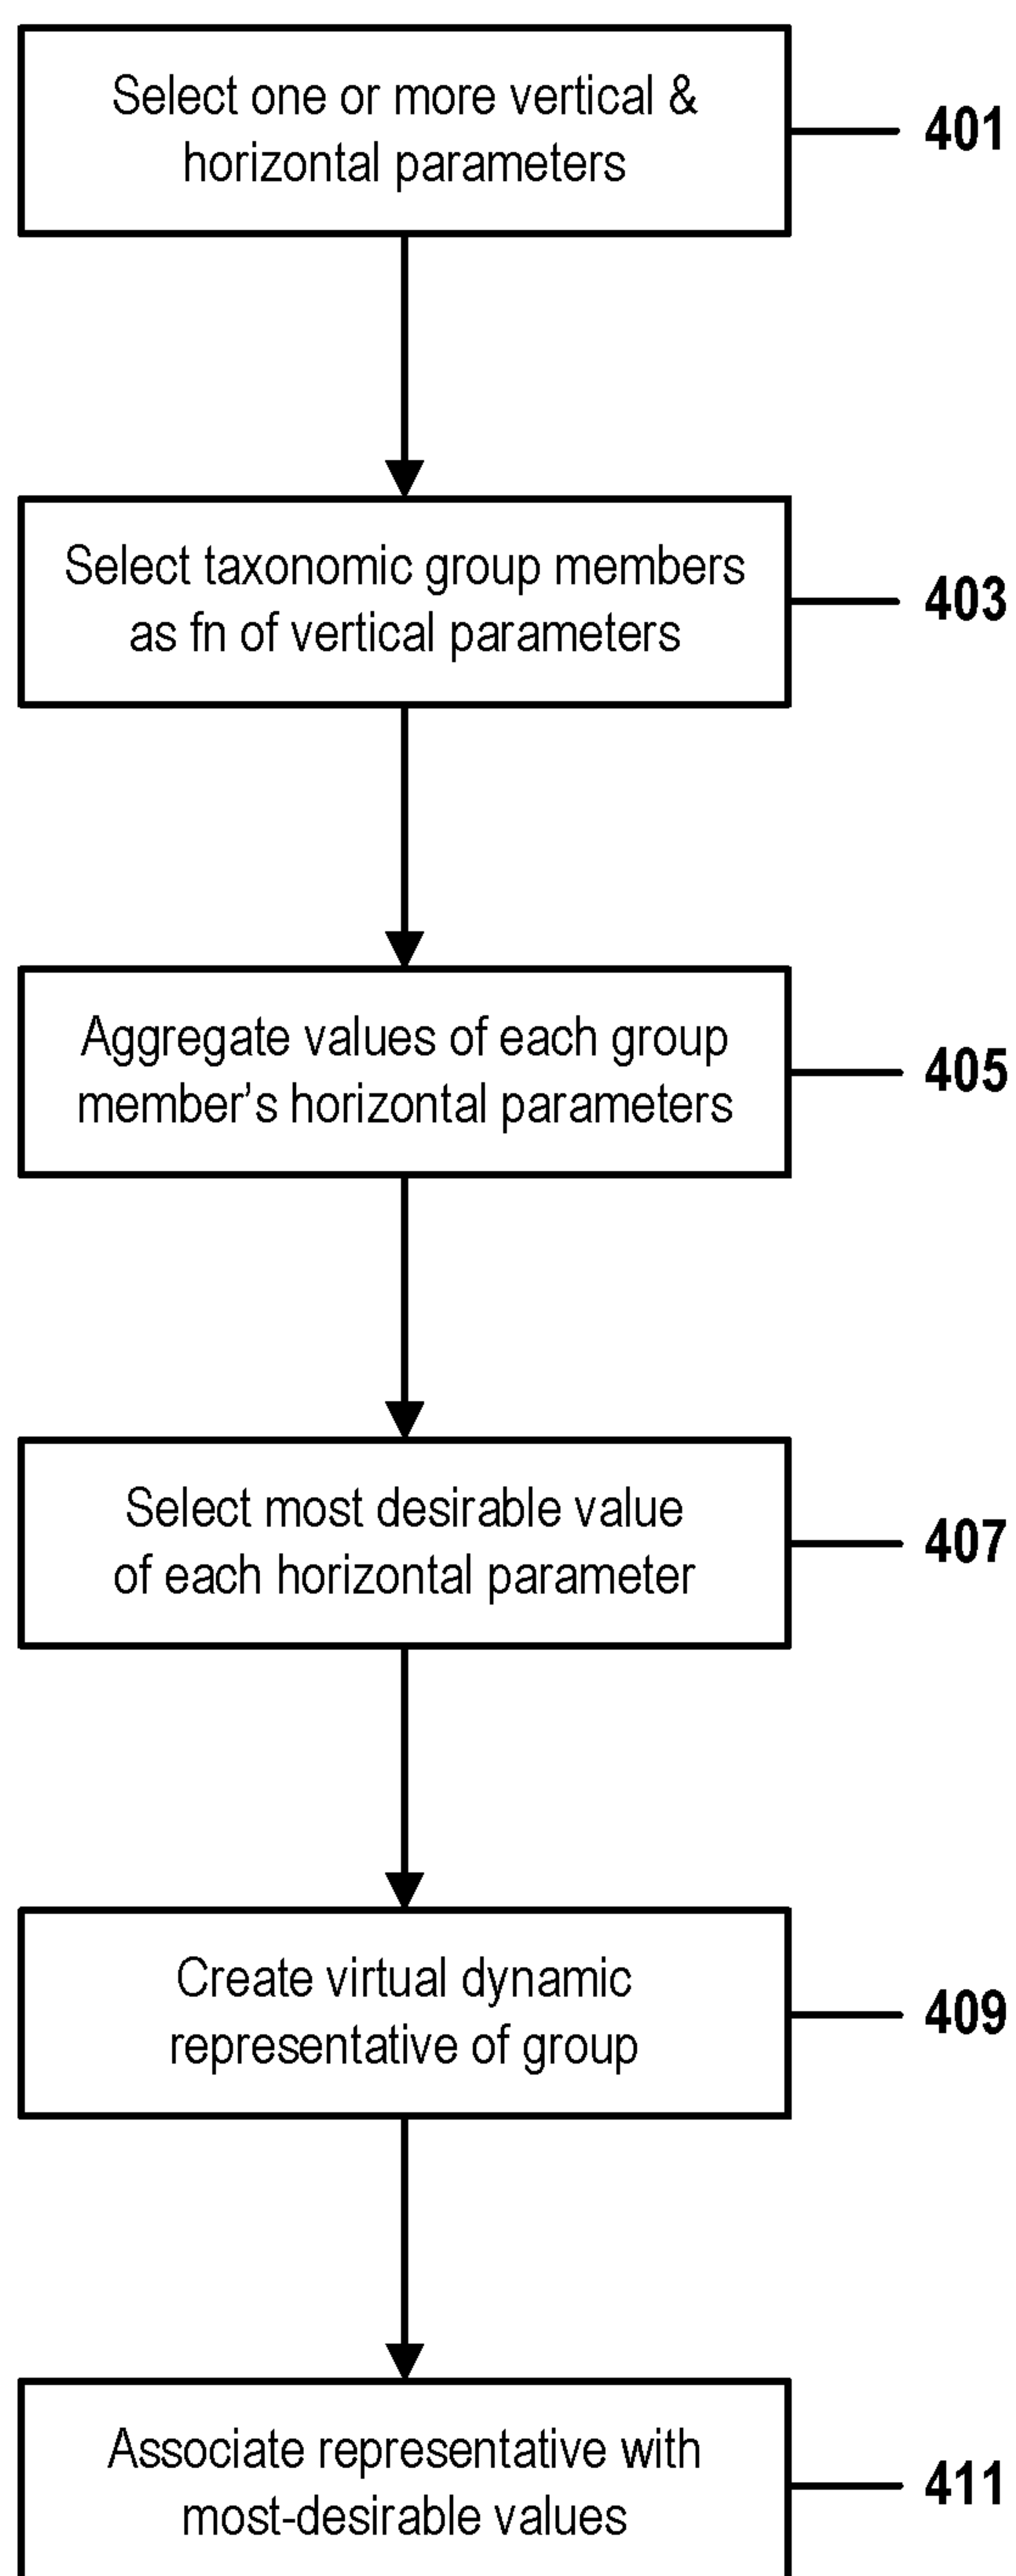 Select one or more vertical &
horizontal parameters
401
Select taxonomic group members
as fn of vertical parameters
403
Aggregate values of each group
member's horizontal parameters
405
Select most desirable value
of each horizontal parameter
407
Create virtual dynamic
representative of group
409
Associate representative with
most-desirable values
411